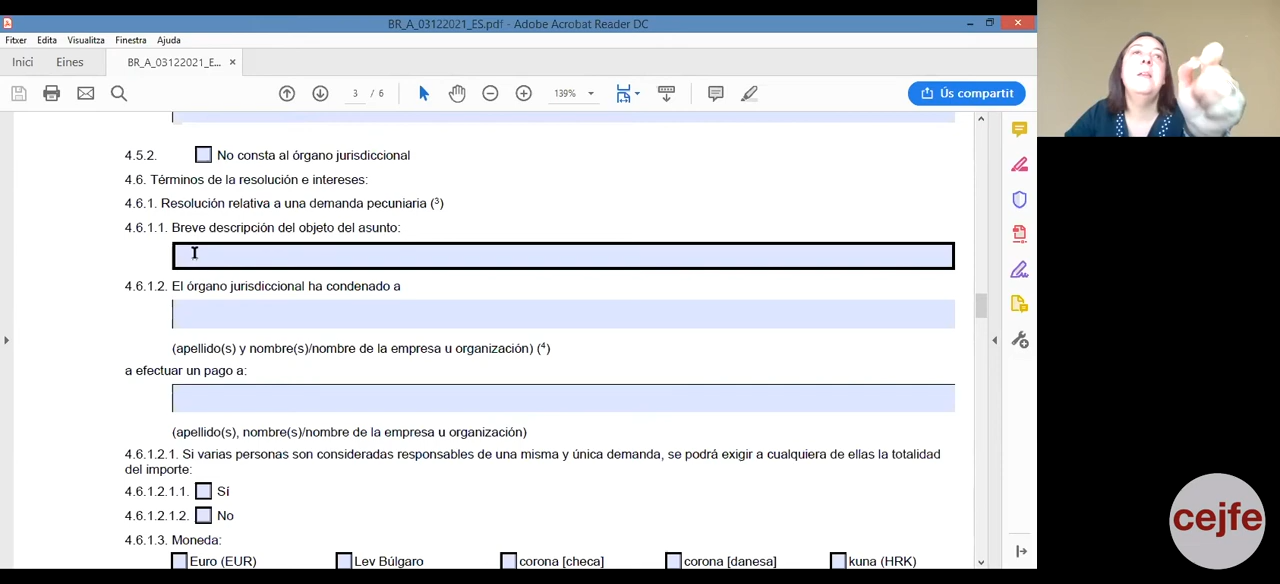 BR_A_03122021_ES.pdf - Adobe Acrobat Reader DC
Fitxer Edita Visualitza Finestra Ajuda
Inici Eines BR_A_03122021_E... ×
3 / 6 139% Ús compartit
4.5.2. No consta al órgano jurisdiccional
4.6. Términos de la resolución e intereses:
4.6.1. Resolución relativa a una demanda pecuniaria (³)
4.6.1.1. Breve descripción del objeto del asunto:
4.6.1.2. El órgano jurisdiccional ha condenado a
(apellido(s) y nombre(s)/nombre de la empresa u organización) (⁴)
a efectuar un pago a:
(apellido(s), nombre(s)/nombre de la empresa u organización)
4.6.1.2.1. Si varias personas son consideradas responsables de una misma y única demanda, se podrá exigir a cualquiera de ellas la totalidad
del importe:
4.6.1.2.1.1. Sí
4.6.1.2.1.2. No
4.6.1.3. Moneda:
Euro (EUR) Lev Búlgaro corona [checa] corona [danesa] kuna (HRK)
cejfe